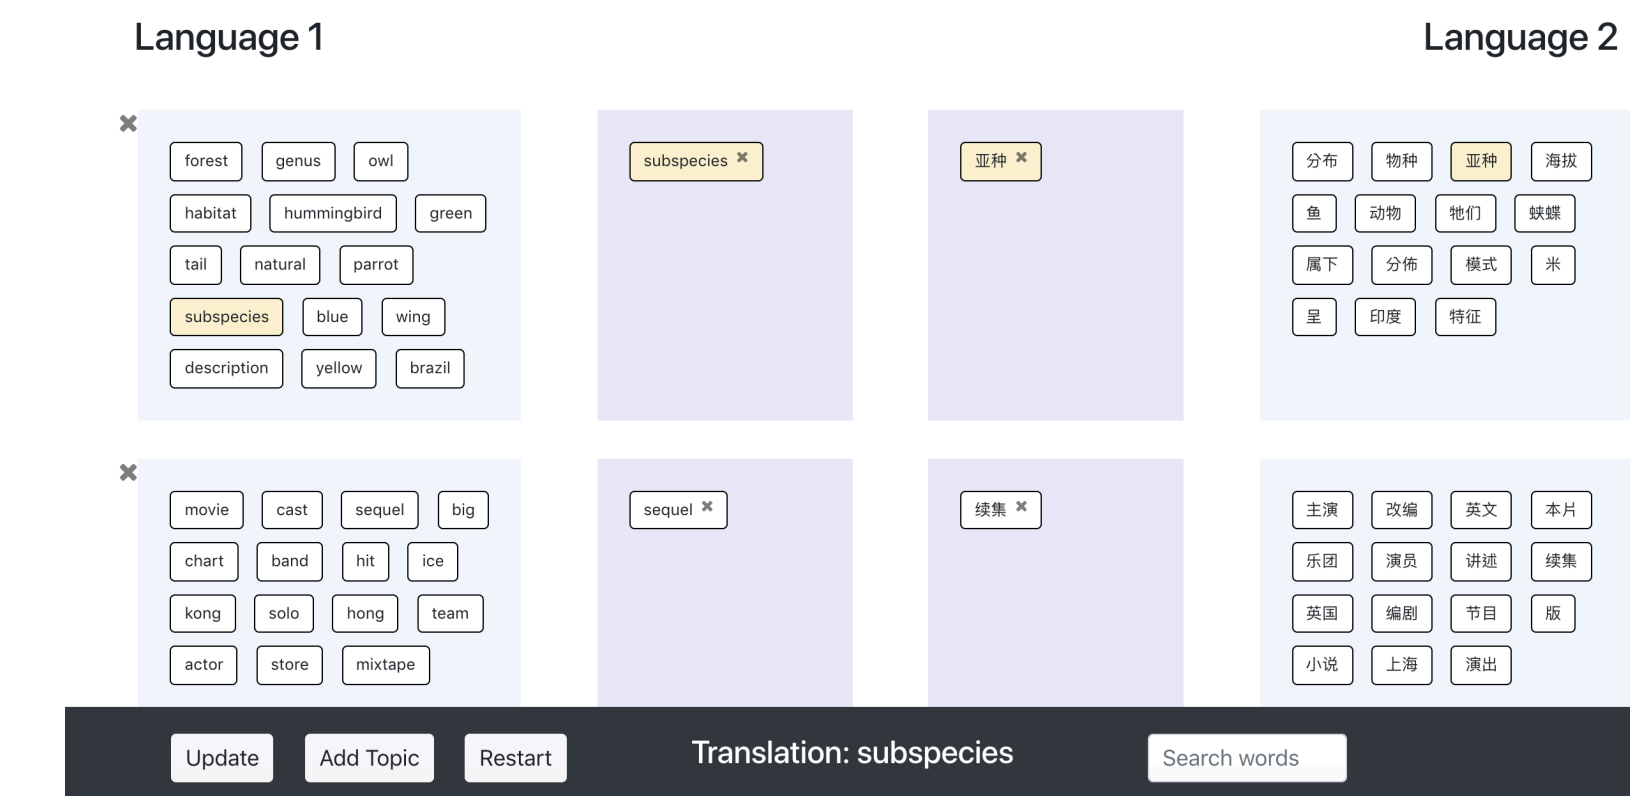 Language 1 Language 2
forest genus owl subspecies 亚种 分布 物种 亚种 海拔
habitat hummingbird green 鱼 动物 牠们 蛱蝶
tail natural parrot 属下 分佈 模式 米
subspecies blue wing 呈 印度 特征
description yellow brazil
movie cast sequel big sequel 续集 主演 改编 英文 本片
chart band hit ice 乐团 演员 讲述 续集
kong solo hong team 英国 编剧 节目 版
actor store mixtape 小说 上海 演出
Update Add Topic Restart Translation: subspecies Search words